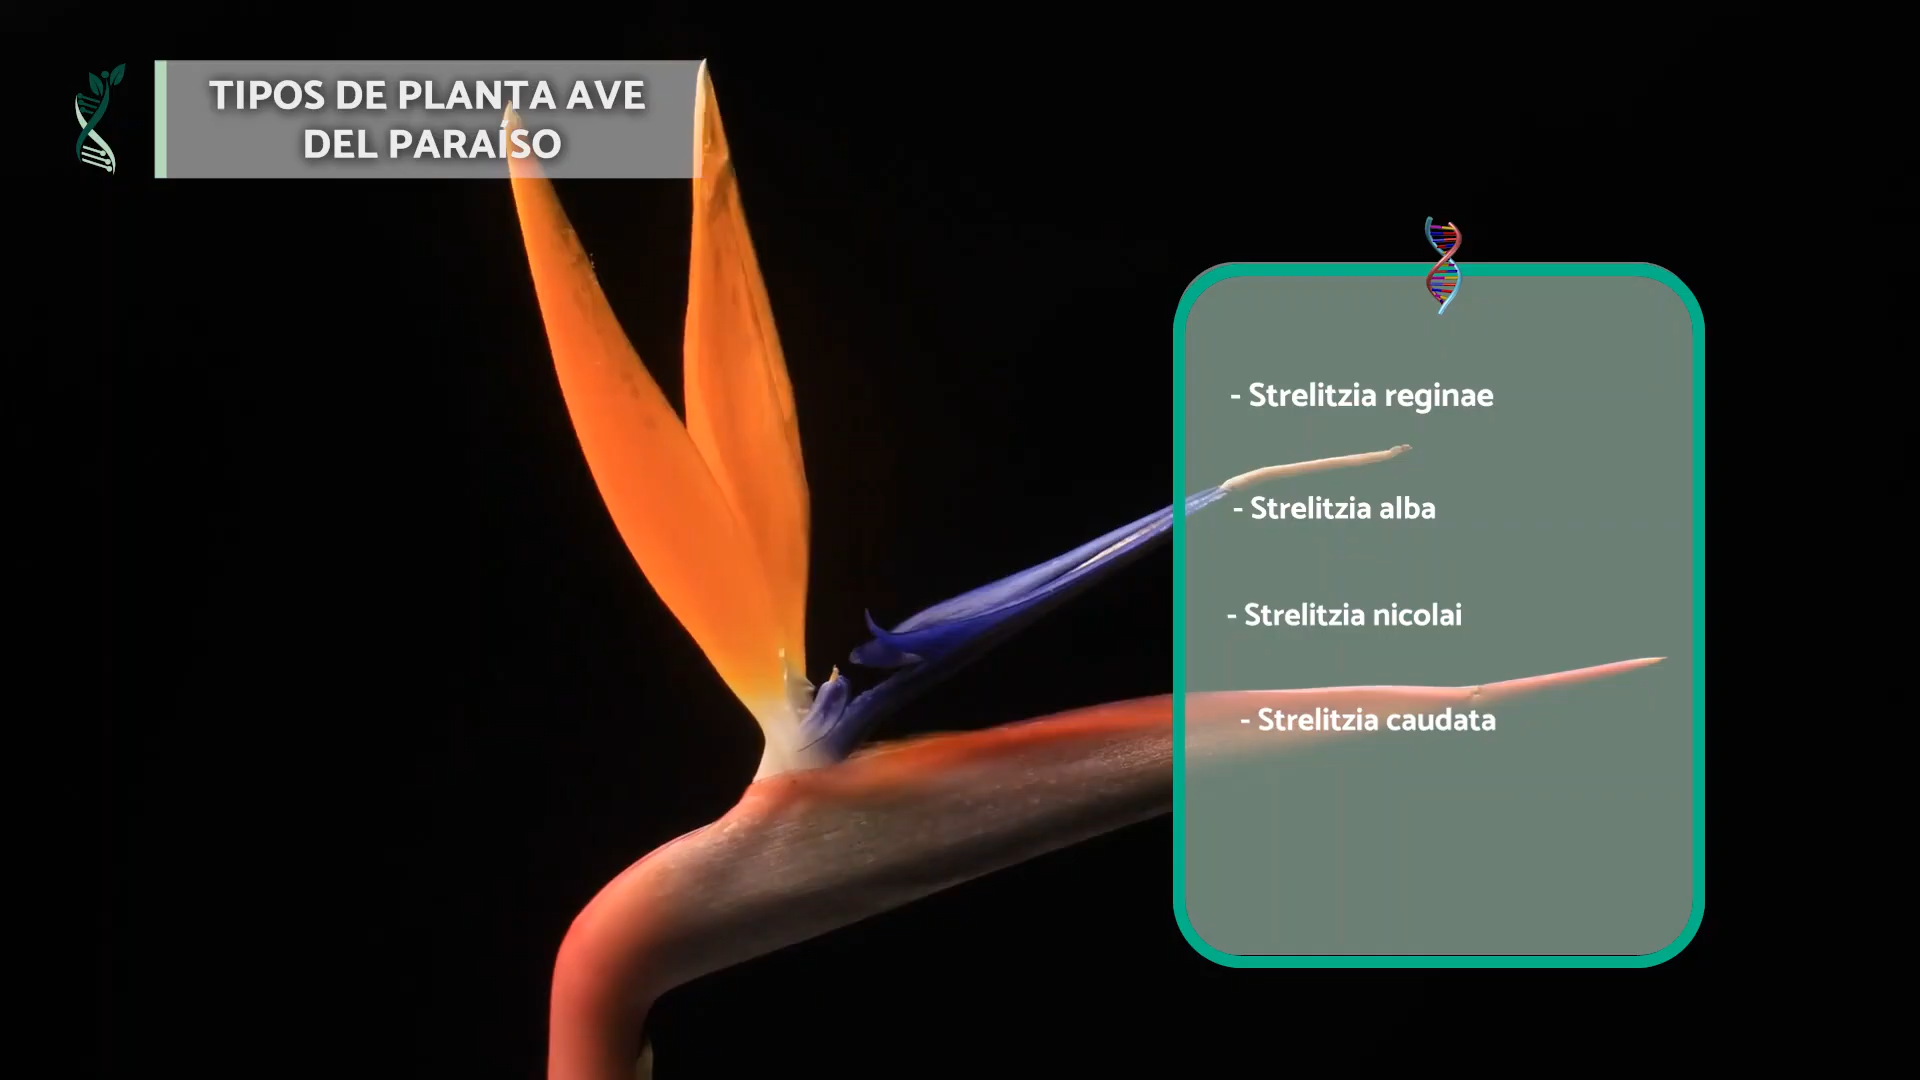 TIPOS DE PLANTA AVE
DEL PARAÍSO
- Strelitzia reginae
- Strelitzia alba
- Strelitzia nicolai
- Strelitzia caudata